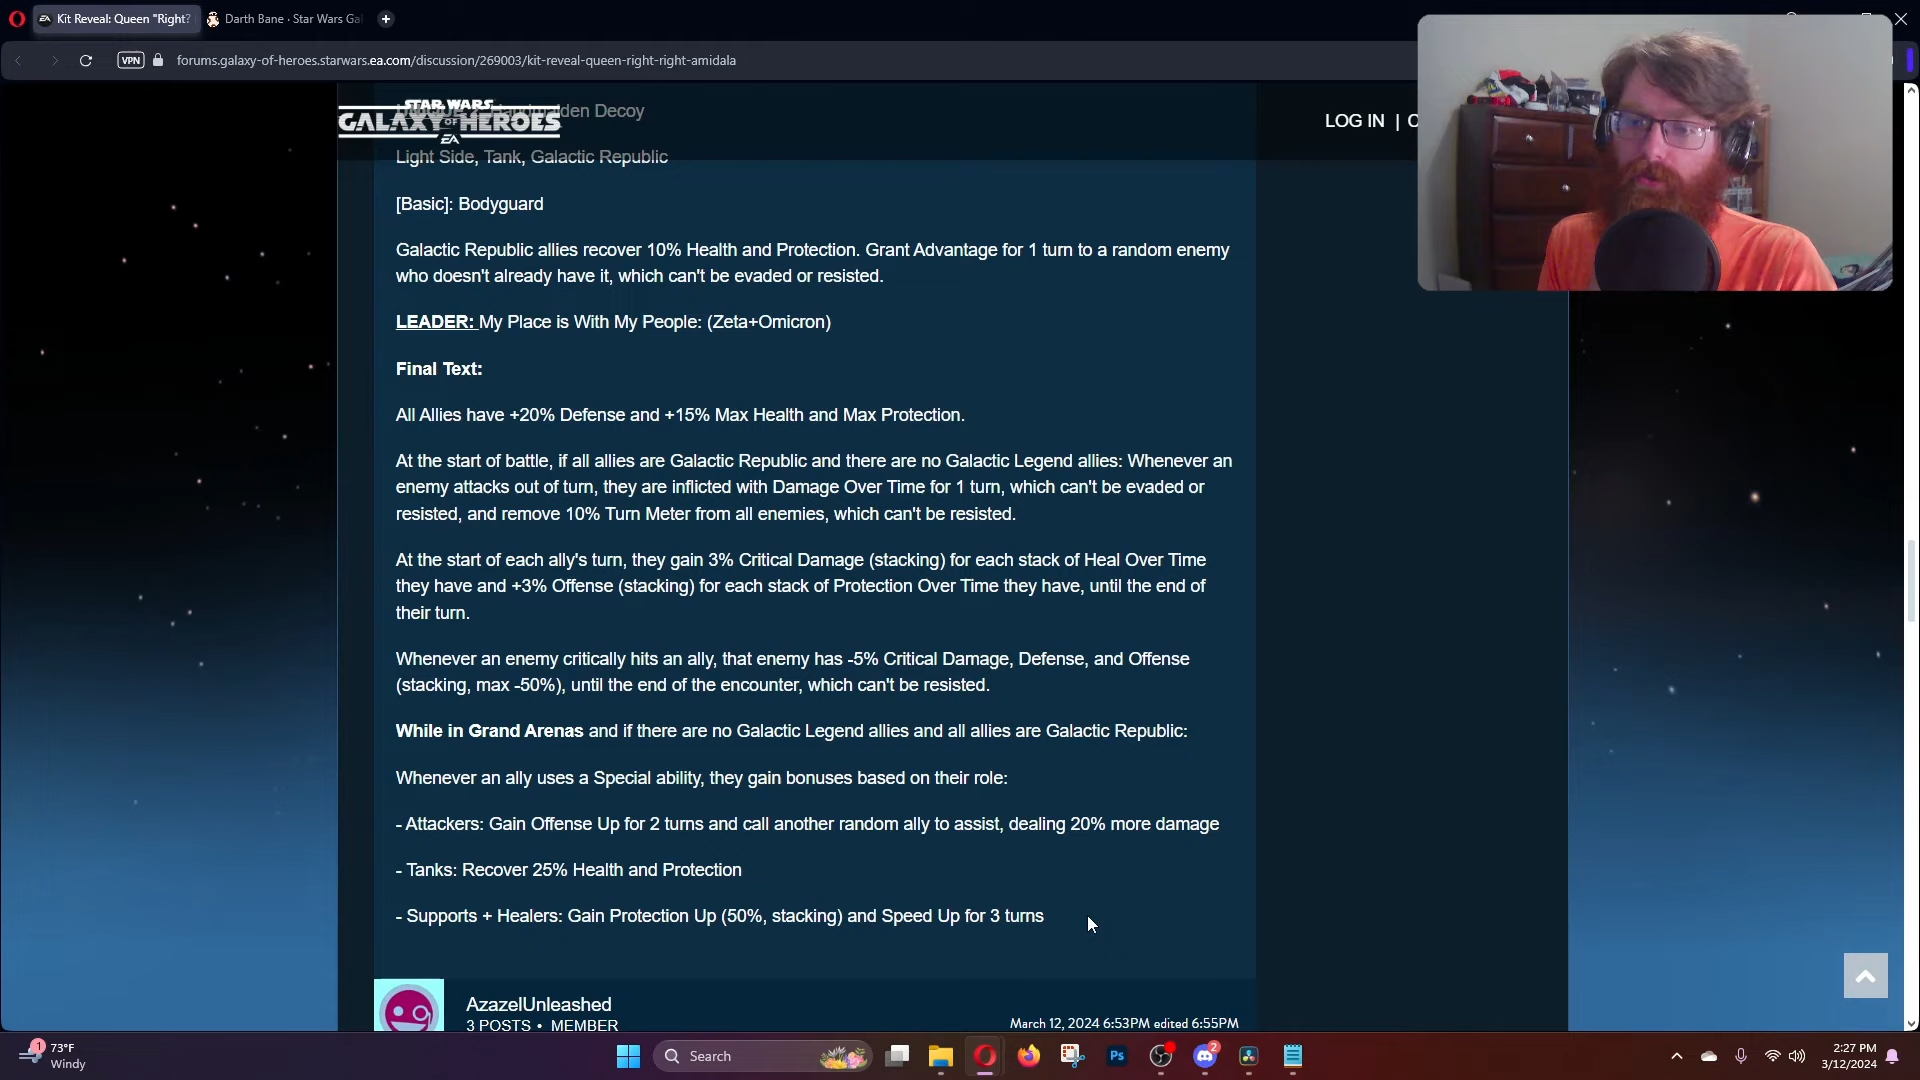 Kit Reveal: Queen "Right?
Darth Bane · Star Wars Ga
VPN
forums.galaxy-of-heroes.starwars.ea.com/discussion/269003/kit-reveal-queen-right-right-amidala
STAR WARS
GALAXY OF HEROES
EA
Handmaiden Decoy
LOG IN | C
Light Side, Tank, Galactic Republic
[Basic]: Bodyguard
Galactic Republic allies recover 10% Health and Protection. Grant Advantage for 1 turn to a random enemy
who doesn't already have it, which can't be evaded or resisted.
LEADER: My Place is With My People: (Zeta+Omicron)
Final Text:
All Allies have +20% Defense and +15% Max Health and Max Protection.
At the start of battle, if all allies are Galactic Republic and there are no Galactic Legend allies: Whenever an
enemy attacks out of turn, they are inflicted with Damage Over Time for 1 turn, which can't be evaded or
resisted, and remove 10% Turn Meter from all enemies, which can't be resisted.
At the start of each ally's turn, they gain 3% Critical Damage (stacking) for each stack of Heal Over Time
they have and +3% Offense (stacking) for each stack of Protection Over Time they have, until the end of
their turn.
Whenever an enemy critically hits an ally, that enemy has -5% Critical Damage, Defense, and Offense
(stacking, max -50%), until the end of the encounter, which can't be resisted.
While in Grand Arenas and if there are no Galactic Legend allies and all allies are Galactic Republic:
Whenever an ally uses a Special ability, they gain bonuses based on their role:
- Attackers: Gain Offense Up for 2 turns and call another random ally to assist, dealing 20% more damage
- Tanks: Recover 25% Health and Protection
- Supports + Healers: Gain Protection Up (50%, stacking) and Speed Up for 3 turns
AzazelUnleashed
3 POSTS • MEMBER
March 12, 2024 6:53PM edited 6:55PM
1
73°F
Windy
Search
Ps
2
2:27 PM
3/12/2024